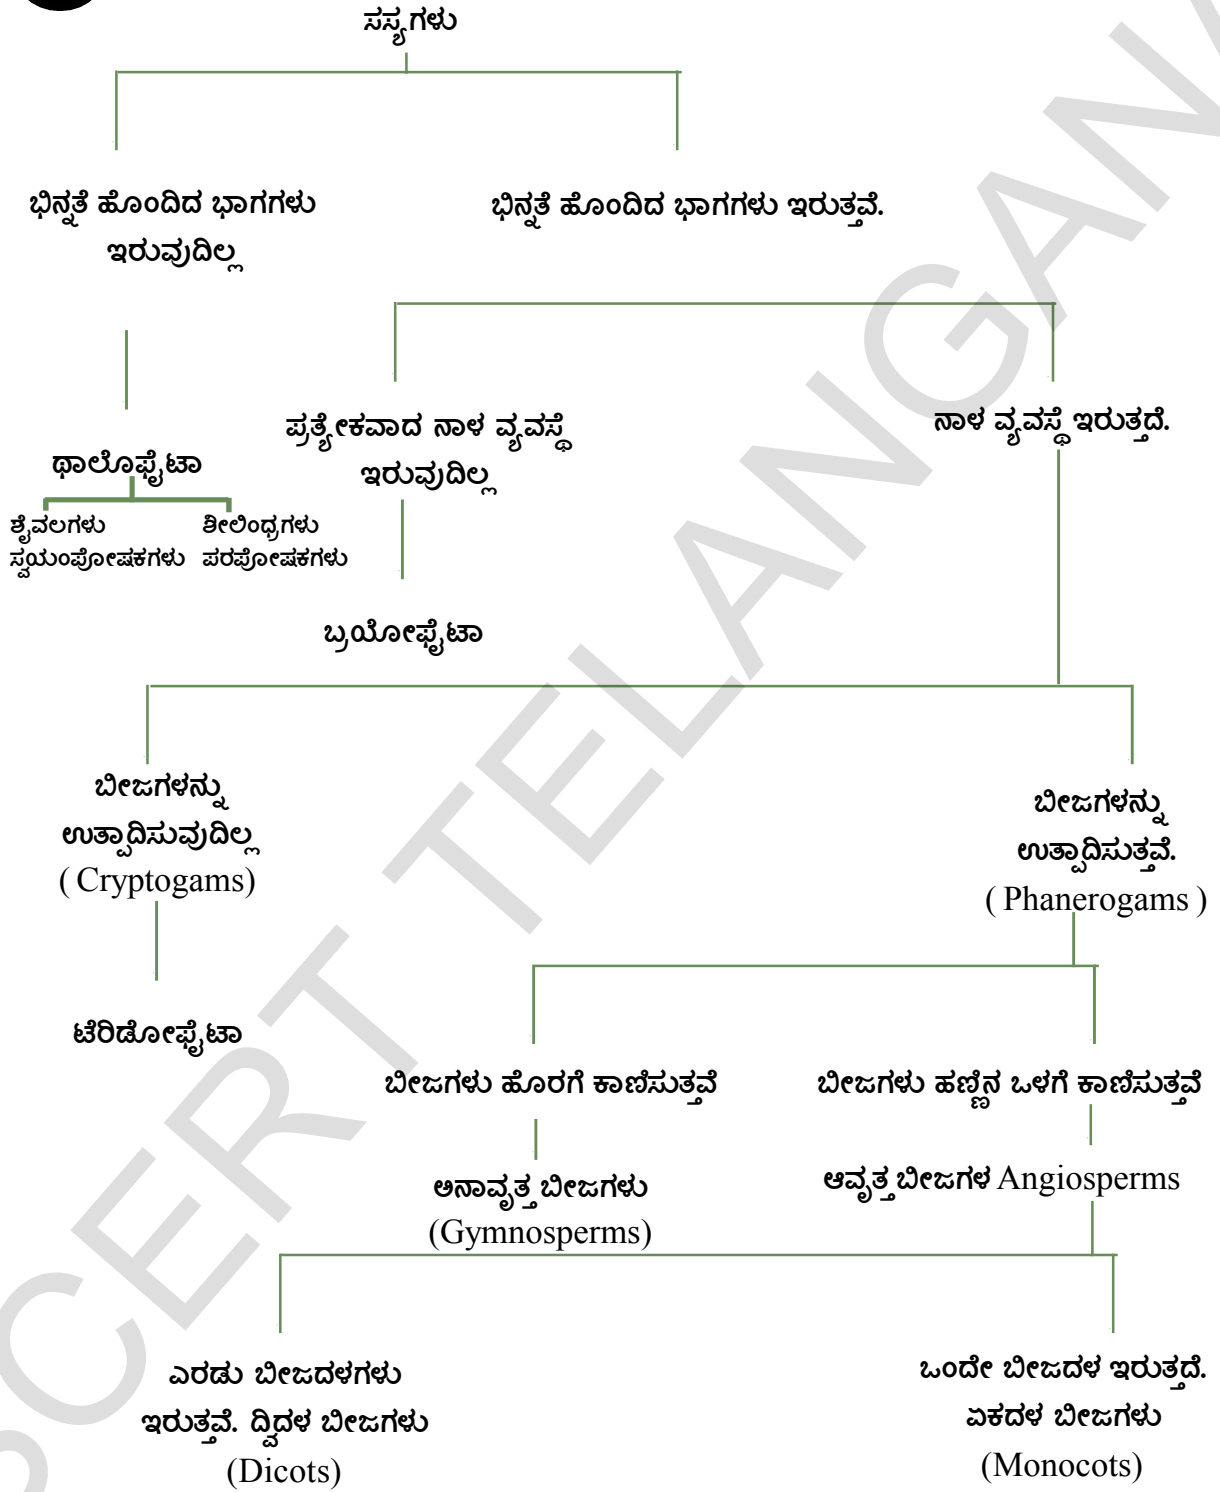 ಸಸ್ಯಗಳು
ಭಿನ್ನತೆ ಹೊಂದಿದ ಭಾಗಗಳು
ಇರುವುದಿಲ್ಲ
ಭಿನ್ನತೆ ಹೊಂದಿದ ಭಾಗಗಳು ಇರುತ್ತವೆ.
ಪ್ರತ್ಯೇಕವಾದ ನಾಳ ವ್ಯವಸ್ಥೆ
ಇರುವುದಿಲ್ಲ
ನಾಳ ವ್ಯವಸ್ಥೆ ಇರುತ್ತದೆ.
ಥಾಲೊಫೈಟಾ
ಶೈವಲಗಳು
ಸ್ವಯಂಪೋಷಕಗಳು
ಶೀಲಿಂಧ್ರಗಳು
ಪರಪೋಷಕಗಳು
ಬ್ರಯೋಫೈಟಾ
ಬೀಜಗಳನ್ನು
ಉತ್ಪಾದಿಸುವುದಿಲ್ಲ
( Cryptogams)
ಬೀಜಗಳನ್ನು
ಉತ್ಪಾದಿಸುತ್ತವೆ.
( Phanerogams )
ಟೆರಿಡೋಫೈಟಾ
ಬೀಜಗಳು ಹೊರಗೆ ಕಾಣಿಸುತ್ತವೆ
ಬೀಜಗಳು ಹಣ್ಣಿನ ಒಳಗೆ ಕಾಣಿಸುತ್ತವೆ
ಅನಾವೃತ್ತ ಬೀಜಗಳು
(Gymnosperms)
ಆವೃತ್ತ ಬೀಜಗಳ Angiosperms
ಎರಡು ಬೀಜದಳಗಳು
ಇರುತ್ತವೆ. ದ್ವಿದಳ ಬೀಜಗಳು
(Dicots)
ಒಂದೇ ಬೀಜದಳ ಇರುತ್ತದೆ.
ಏಕದಳ ಬೀಜಗಳು
(Monocots)
SCERT TELANGANA